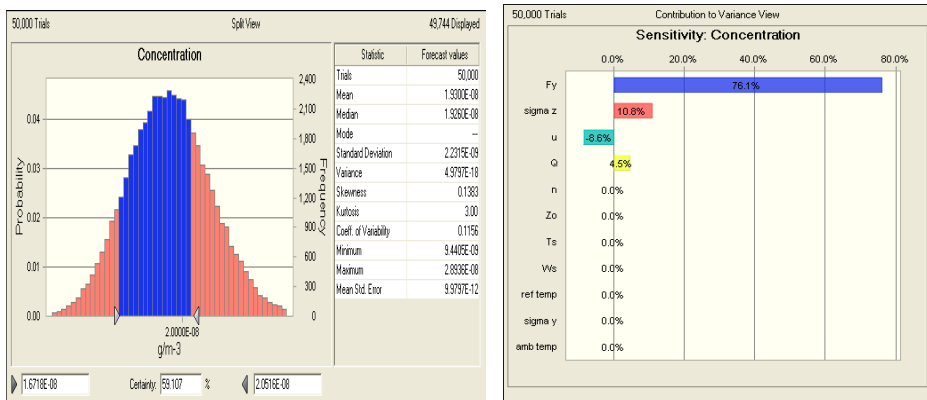 50,000 Trials Split View 49,744 Displayed
Concentration
Probability
0.04
0.03
0.02
0.01
0.00
2,400
2,100
1,800
1,500
1,200
900
600
300
0
Frequency
2.0000E-08
g/m-3
Statistic Forecast values
Trials 50,000
Mean 1.9300E-08
Median 1.9260E-08
Mode ---
Standard Deviation 2.2315E-09
Variance 4.9797E-18
Skewness 0.1383
Kurtosis 3.00
Coeff. of Variability 0.1156
Minimum 9.4405E-09
Maximum 2.8936E-08
Mean Std. Error 9.9797E-12
1.6718E-08 Certainty: 59.107 % 2.0516E-08
50,000 Trials Contribution to Variance View
Sensitivity: Concentration
0.0% 20.0% 40.0% 60.0% 80.0%
Fy 76.1%
sigma z 10.8%
u -8.6%
Q 4.5%
n 0.0%
Zo 0.0%
Ts 0.0%
Ws 0.0%
ref temp 0.0%
sigma y 0.0%
amb temp 0.0%